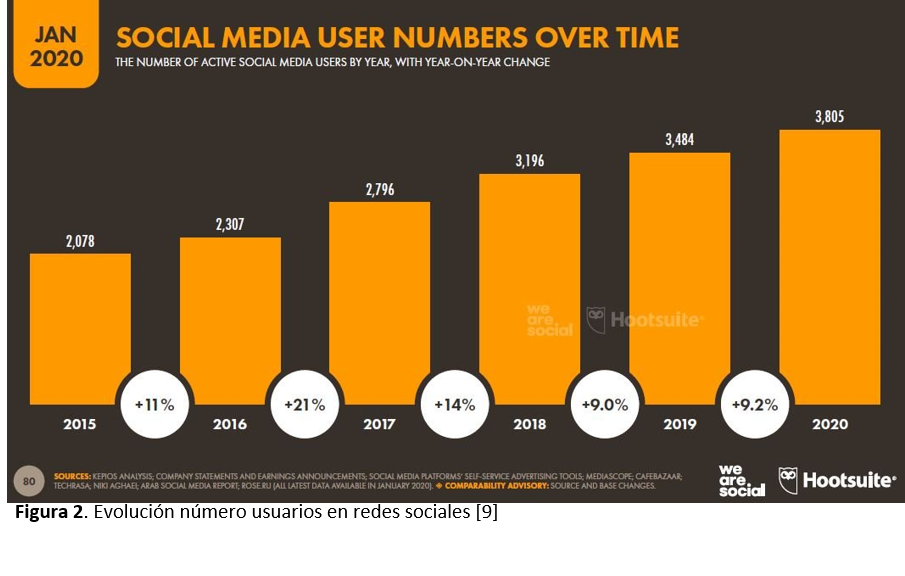 JAN
2020
SOCIAL MEDIA USER NUMBERS OVER TIME
THE NUMBER OF ACTIVE SOCIAL MEDIA USERS BY YEAR, WITH YEAR-ON-YEAR CHANGE
2,078
2,307
2,796
3,196
3,484
3,805
we
are
social
Hootsuite®
+11%
+21%
+14%
+9.0%
+9.2%
2015
2016
2017
2018
2019
2020
80
SOURCES: KEPIOS ANALYSIS; COMPANY STATEMENTS AND EARNINGS ANNOUNCEMENTS; SOCIAL MEDIA PLATFORMS' SELF-SERVICE ADVERTISING TOOLS; MEDIASCOPE; CAFEBAZAAR;
TECHRASA; NIKI AGHAEI; ARAB SOCIAL MEDIA REPORT; ROSE.RU (ALL LATEST DATA AVAILABLE IN JANUARY 2020). ◆ COMPARABILITY ADVISORY: SOURCE AND BASE CHANGES.
we
are
social
Hootsuite®
Figura 2. Evolución número usuarios en redes sociales [9]